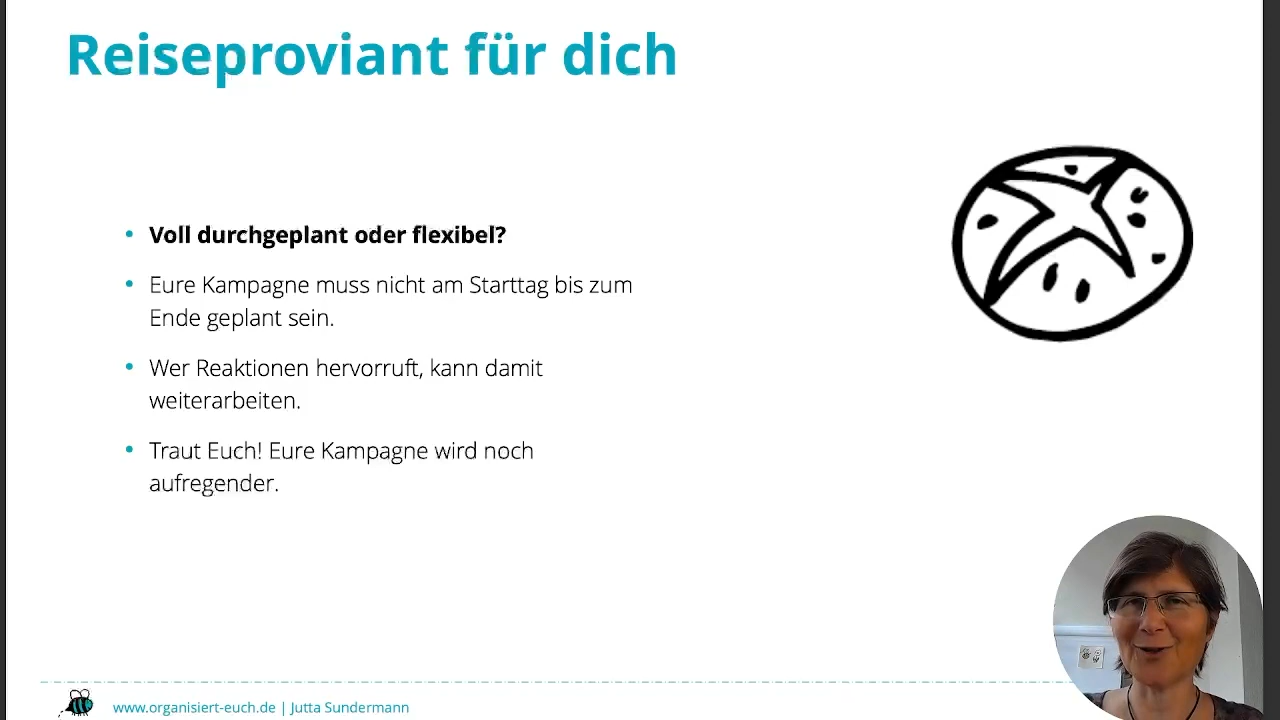 Reiseproviant für dich
Voll durchgeplant oder flexibel?
Eure Kampagne muss nicht am Starttag bis zum
Ende geplant sein.
Wer Reaktionen hervorruft, kann damit
weiterarbeiten.
Traut Euch! Eure Kampagne wird noch
aufregender.
www.organisiert-euch.de | Jutta Sundermann